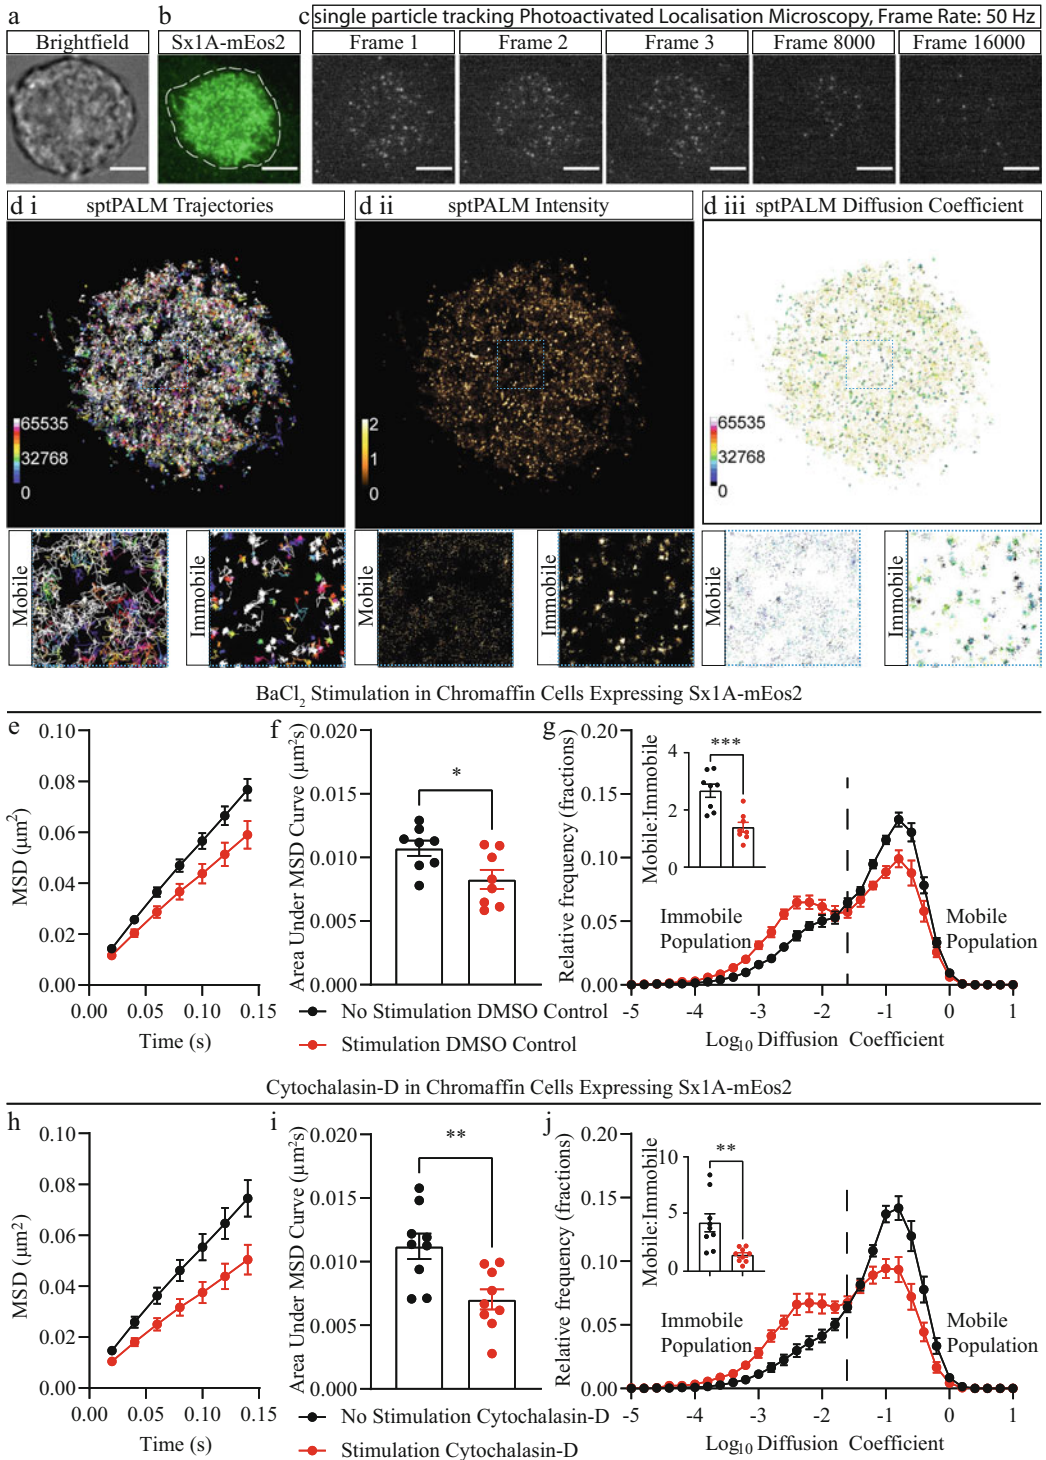 a
b
c
single particle tracking Photoactivated Localisation Microscopy, Frame Rate: 50 Hz
Brightfield
Sx1A-mEos2
Frame 1
Frame 2
Frame 3
Frame 8000
Frame 16000
d i
sptPALM Trajectories
d ii
sptPALM Intensity
d iii
sptPALM Diffusion Coefficient
65535
32768
0
2
1
0
65535
32768
0
Mobile
Immobile
Mobile
Immobile
Mobile
Immobile
BaCl₂ Stimulation in Chromaffin Cells Expressing Sx1A-mEos2
e
MSD (µm²)
0.10
0.08
0.06
0.04
0.02
0.00
0.00
0.05
0.10
0.15
Time (s)
f
Area Under MSD Curve (µm²s)
0.020
0.015
0.010
0.005
0.000
*
No Stimulation DMSO Control
Stimulation DMSO Control
g
Relative frequency (fractions)
0.20
0.15
0.10
0.05
0.00
Mobile:Immobile
4
2
0
***
Immobile
Population
Mobile
Population
-5
-4
-3
-2
-1
0
1
Log₁₀ Diffusion Coefficient
Cytochalasin-D in Chromaffin Cells Expressing Sx1A-mEos2
h
MSD (µm²)
0.10
0.08
0.06
0.04
0.02
0.00
0.00
0.05
0.10
0.15
Time (s)
i
Area Under MSD Curve (µm²s)
0.020
0.015
0.010
0.005
0.000
**
No Stimulation Cytochalasin-D
Stimulation Cytochalasin-D
j
Relative frequency (fractions)
0.20
0.15
0.10
0.05
0.00
Mobile:Immobile
10
5
0
**
Immobile
Population
Mobile
Population
-5
-4
-3
-2
-1
0
1
Log₁₀ Diffusion Coefficient